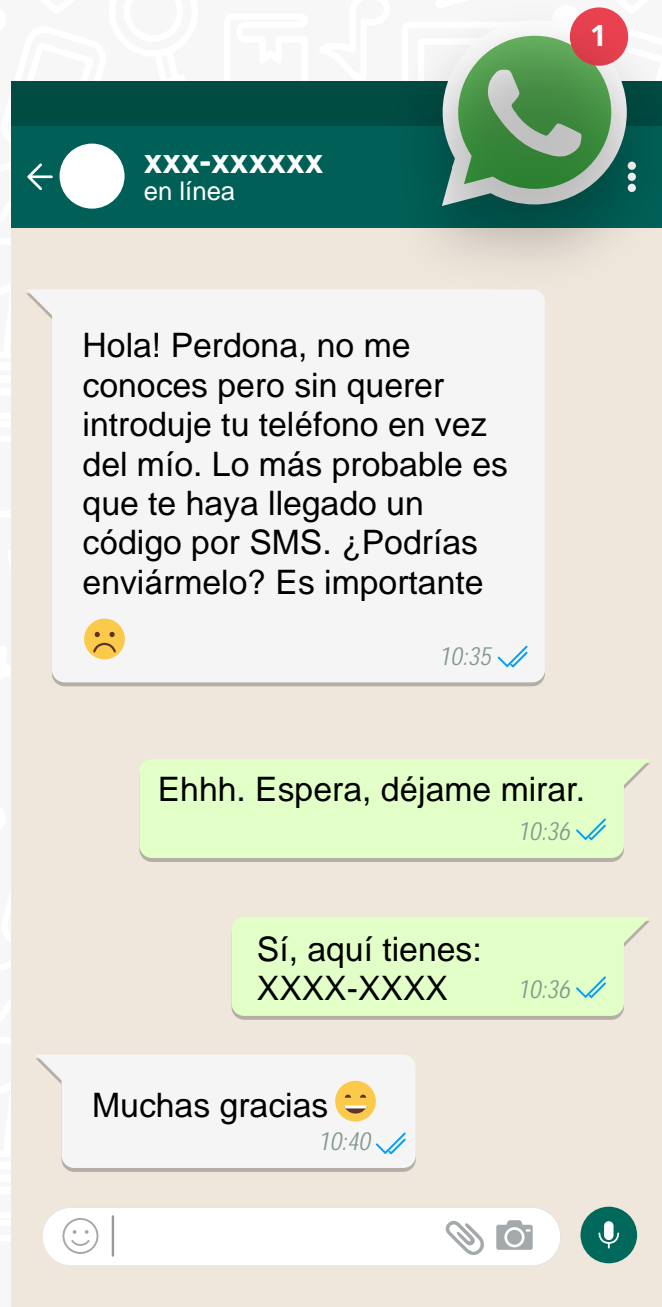 1
xxx-xxxxxx
en línea
Hola! Perdona, no me
conoces pero sin querer
introduje tu teléfono en vez
del mío. Lo más probable es
que te haya llegado un
código por SMS. ¿Podrías
enviármelo? Es importante
10:35
Ehhh. Espera, déjame mirar.
10:36
Sí, aquí tienes:
XXXX-XXXX 10:36
Muchas gracias
10:40